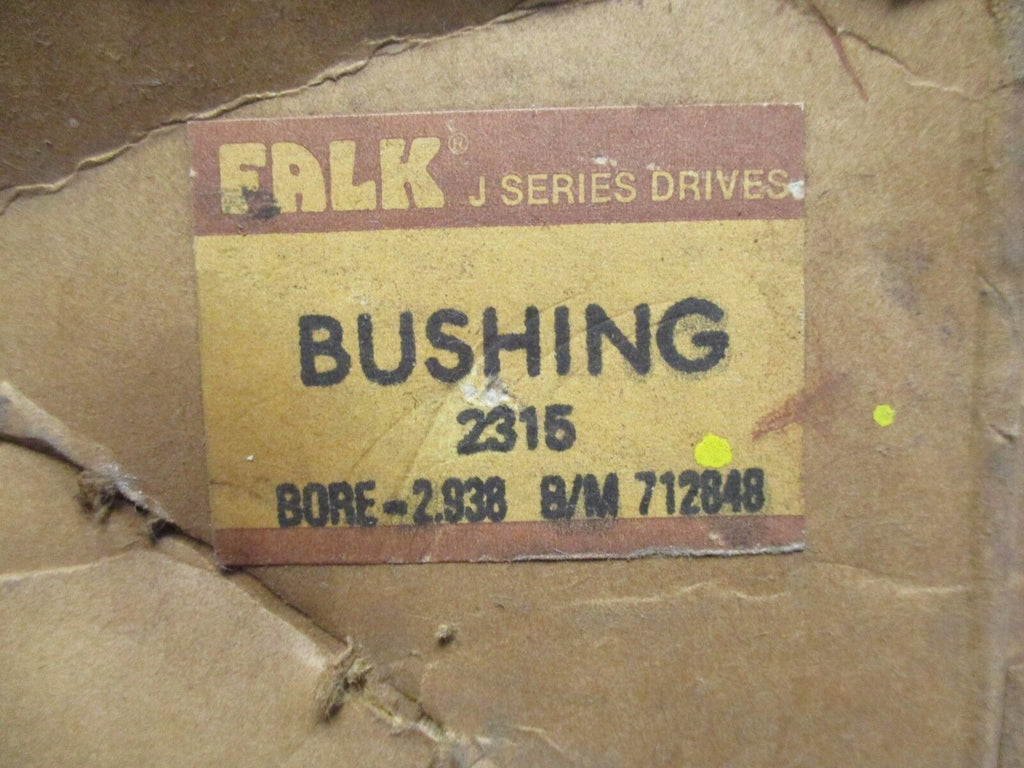 FALK® J SERIES DRIVES
BUSHING
2315
BORE-2.938 B/M 712848